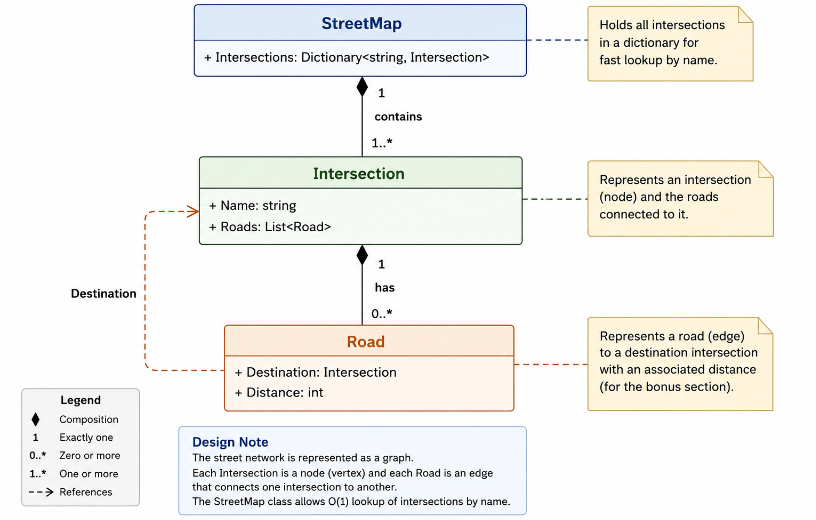 StreetMap
+ Intersections: Dictionary<string, Intersection>
Holds all intersections
in a dictionary for
fast lookup by name.
1
contains
1..*
Intersection
+ Name: string
+ Roads: List<Road>
Represents an intersection
(node) and the roads
connected to it.
1
has
0..*
Destination
Road
+ Destination: Intersection
+ Distance: int
Represents a road (edge)
to a destination intersection
with an associated distance
(for the bonus section).
Legend
Composition
1 Exactly one
0..* Zero or more
1..* One or more
References
Design Note
The street network is represented as a graph.
Each Intersection is a node (vertex) and each Road is an edge
that connects one intersection to another.
The StreetMap class allows O(1) lookup of intersections by name.